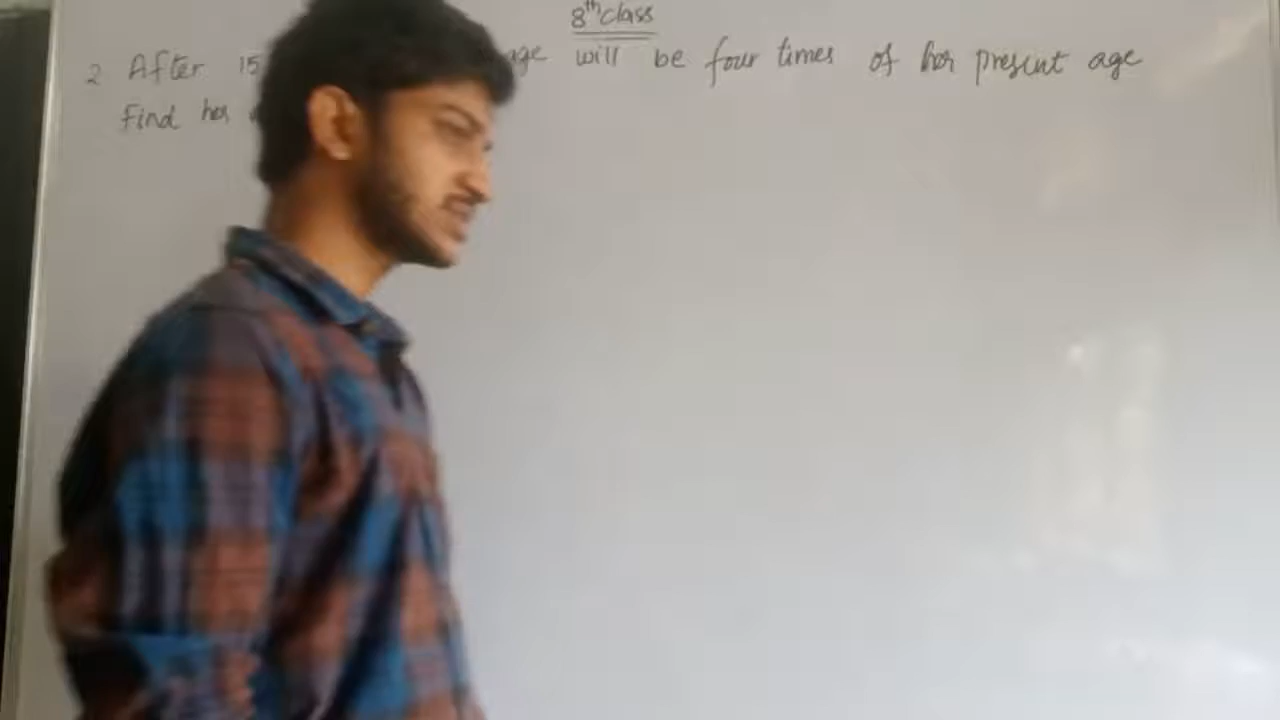 8th class
2 After 15 age will be four times of her present age
Find her